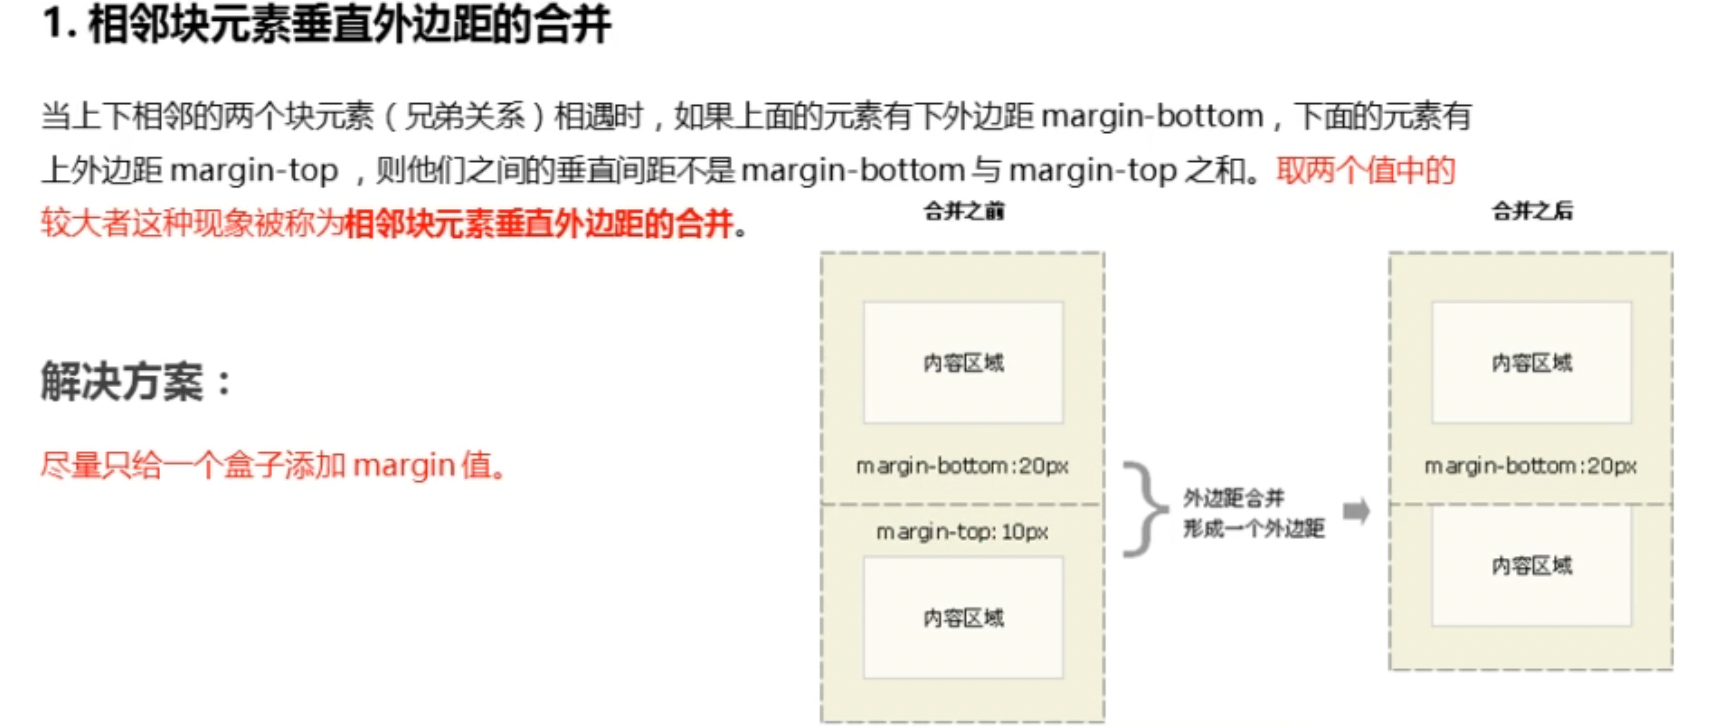 1. 相邻块元素垂直外边距的合并
当上下相邻的两个块元素（兄弟关系）相遇时，如果上面的元素有下外边距 margin-bottom，下面的元素有
上外边距 margin-top ，则他们之间的垂直间距不是 margin-bottom 与 margin-top 之和。取两个值中的
较大者这种现象被称为相邻块元素垂直外边距的合并。
解决方案：
尽量只给一个盒子添加 margin 值。
合并之前
内容区域
margin-bottom:20px
margin-top: 10px
内容区域
外边距合并
形成一个外边距
合并之后
内容区域
margin-bottom:20px
内容区域